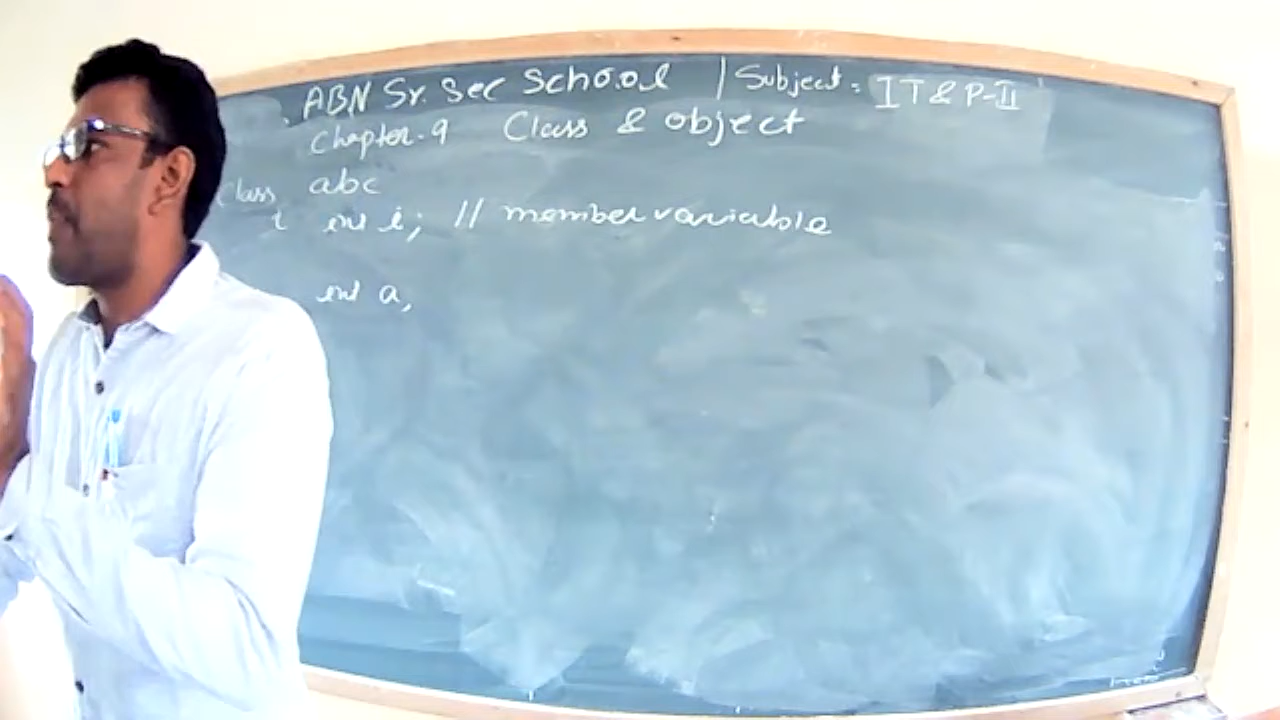 ABN Sr. Sec School | Subject: IT & P-II
Chapter-9 Class & object
Class abc
{ int i; // member variable
int a,